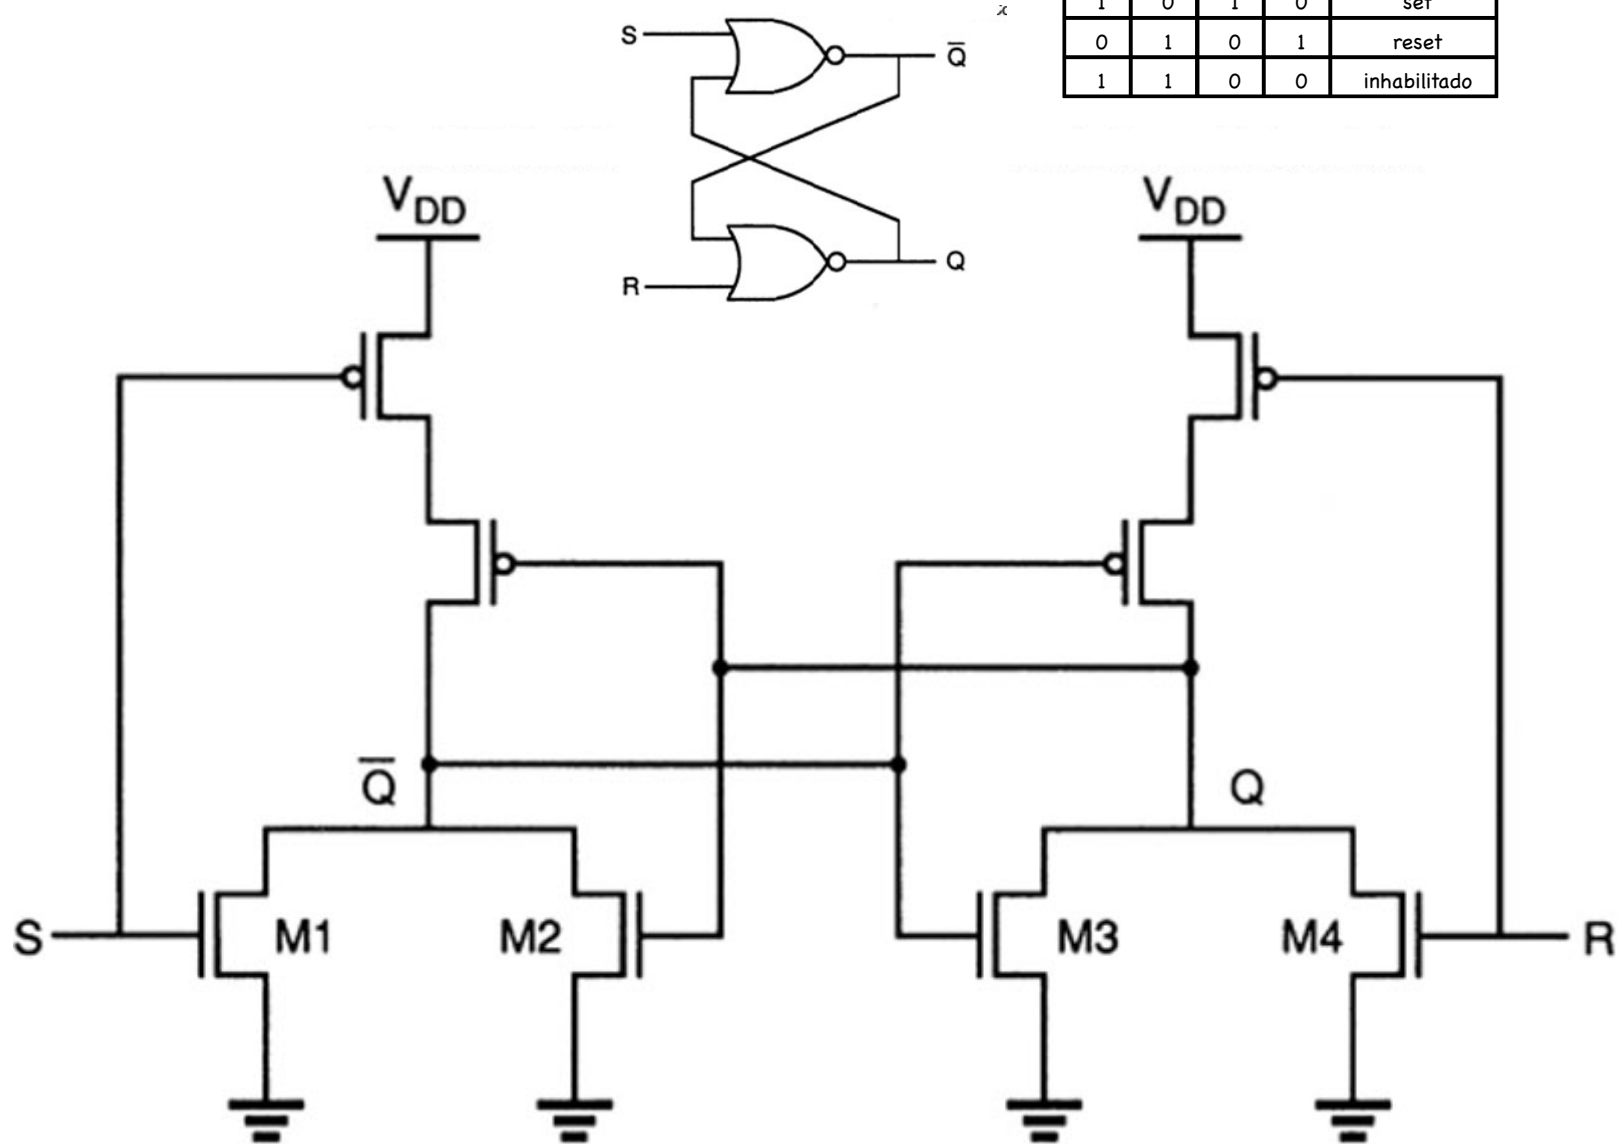 1 0 1 0 set
0 1 0 1 reset
1 1 0 0 inhabilitado
S
Q̅
R
Q
V_DD
V_DD
Q̅
Q
S
M1
M2
M3
M4
R